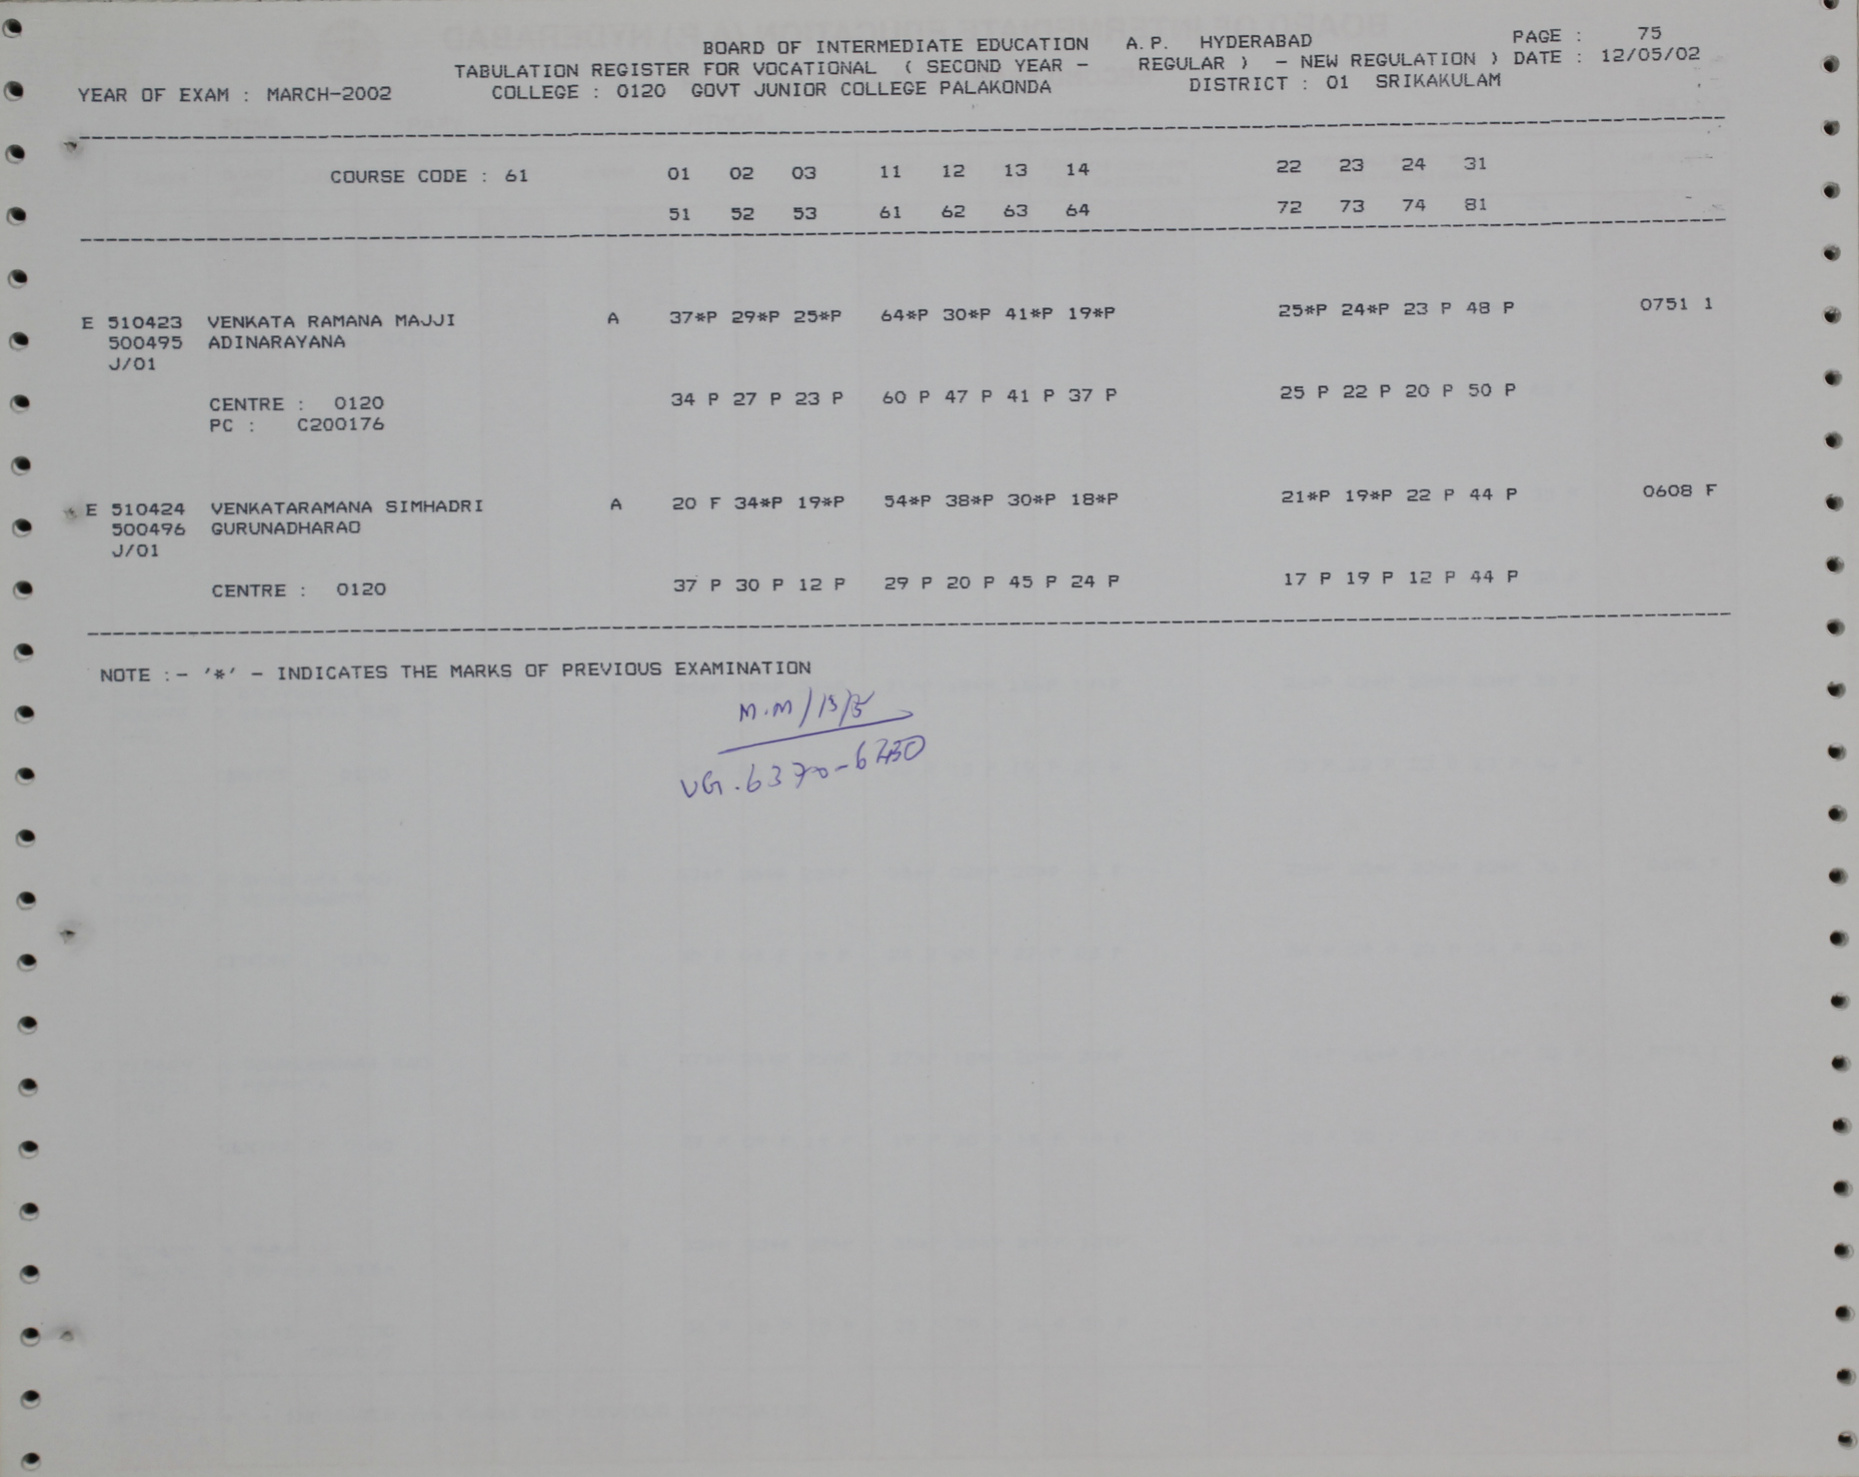 BOARD OF INTERMEDIATE EDUCATION A.P. HYDERABAD PAGE : 75
TABULATION REGISTER FOR VOCATIONAL ( SECOND YEAR - REGULAR ) - NEW REGULATION ) DATE : 12/05/02
YEAR OF EXAM : MARCH-2002 COLLEGE : 0120 GOVT JUNIOR COLLEGE PALAKONDA DISTRICT : 01 SRIKAKULAM
COURSE CODE : 61 01 02 03 11 12 13 14 22 23 24 31
51 52 53 61 62 63 64 72 73 74 81
E 510423 VENKATA RAMANA MAJJI A 37*P 29*P 25*P 64*P 30*P 41*P 19*P 25*P 24*P 23 P 48 P 0751 1
500495 ADINARAYANA
J/01
CENTRE : 0120 34 P 27 P 23 P 60 P 47 P 41 P 37 P 25 P 22 P 20 P 50 P
PC : C200176
E 510424 VENKATARAMANA SIMHADRI A 20 F 34*P 19*P 54*P 38*P 30*P 18*P 21*P 19*P 22 P 44 P 0608 F
500496 GURUNADHARAO
J/01
CENTRE : 0120 37 P 30 P 12 P 29 P 20 P 45 P 24 P 17 P 19 P 12 P 44 P
NOTE :- '*' - INDICATES THE MARKS OF PREVIOUS EXAMINATION
M.M/13/5
VG.6370-6430